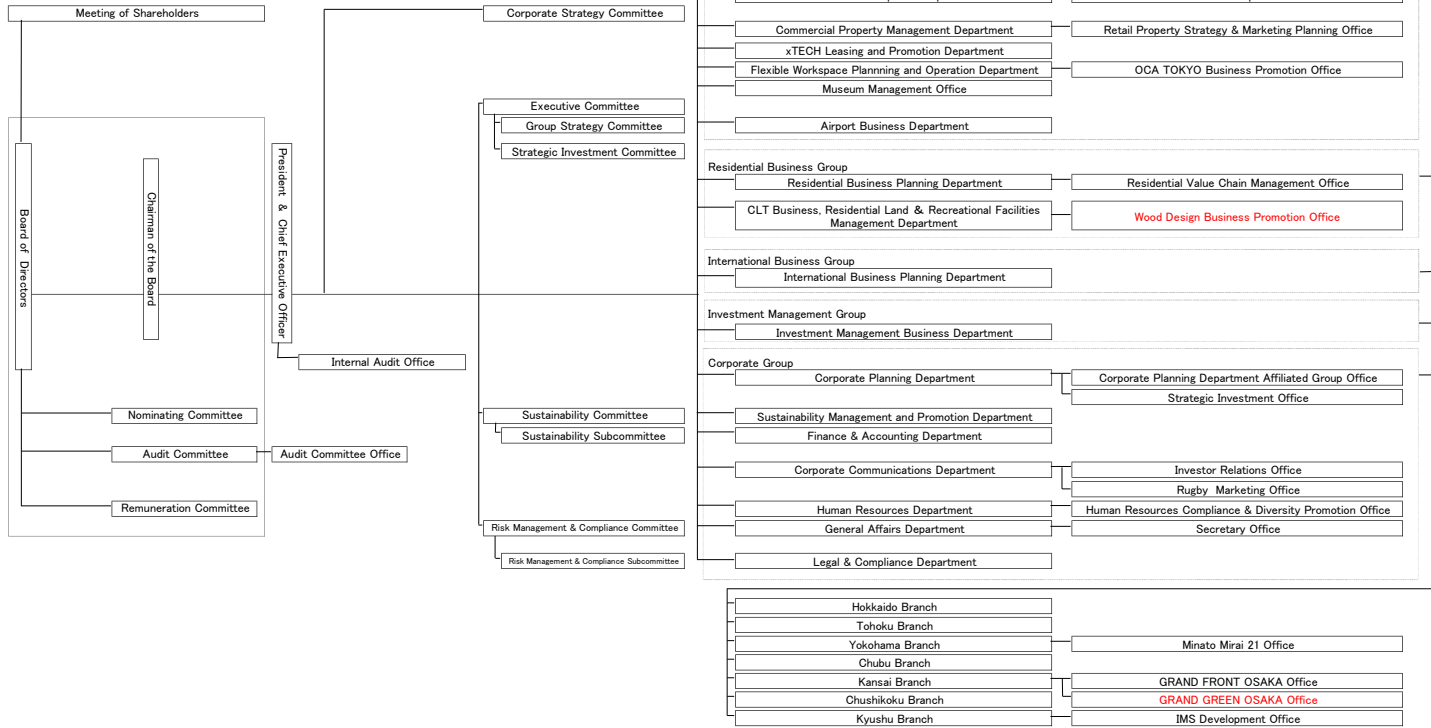 Meeting of Shareholders
Board of Directors
Chairman of the Board
President & Chief Executive Officer
Internal Audit Office
Nominating Committee
Audit Committee
Audit Committee Office
Remuneration Committee
Corporate Strategy Committee
Executive Committee
Group Strategy Committee
Strategic Investment Committee
Sustainability Committee
Sustainability Subcommittee
Risk Management & Compliance Committee
Risk Management & Compliance Subcommittee
Commercial Property Management Department
Retail Property Strategy & Marketing Planning Office
xTECH Leasing and Promotion Department
Flexible Workspace Plannning and Operation Department
OCA TOKYO Business Promotion Office
Museum Management Office
Airport Business Department
Residential Business Group
Residential Business Planning Department
Residential Value Chain Management Office
CLT Business, Residential Land & Recreational Facilities
Management Department
Wood Design Business Promotion Office
International Business Group
International Business Planning Department
Investment Management Group
Investment Management Business Department
Corporate Group
Corporate Planning Department
Corporate Planning Department Affiliated Group Office
Strategic Investment Office
Sustainability Management and Promotion Department
Finance & Accounting Department
Corporate Communications Department
Investor Relations Office
Rugby Marketing Office
Human Resources Department
Human Resources Compliance & Diversity Promotion Office
General Affairs Department
Secretary Office
Legal & Compliance Department
Hokkaido Branch
Tohoku Branch
Yokohama Branch
Minato Mirai 21 Office
Chubu Branch
Kansai Branch
GRAND FRONT OSAKA Office
Chushikoku Branch
GRAND GREEN OSAKA Office
Kyushu Branch
IMS Development Office